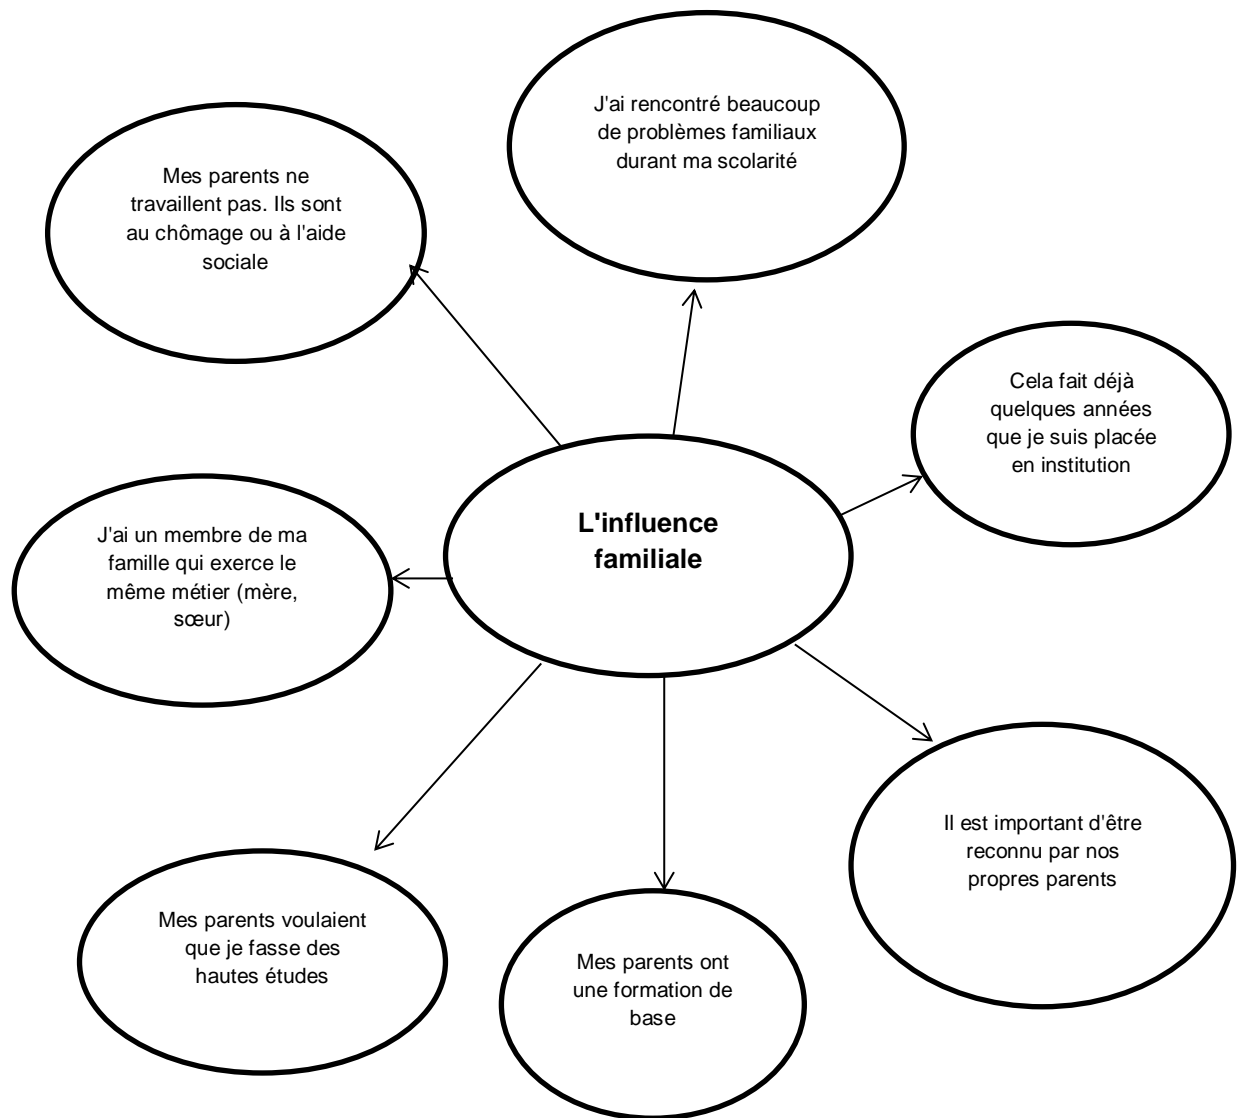 J'ai rencontré beaucoup
de problèmes familiaux
durant ma scolarité
Mes parents ne
travaillent pas. Ils sont
au chômage ou à l'aide
sociale
Cela fait déjà
quelques années
que je suis placée
en institution
L'influence
familiale
J'ai un membre de ma
famille qui exerce le
même métier (mère,
sœur)
Il est important d'être
reconnu par nos
propres parents
Mes parents voulaient
que je fasse des
hautes études
Mes parents ont
une formation de
base